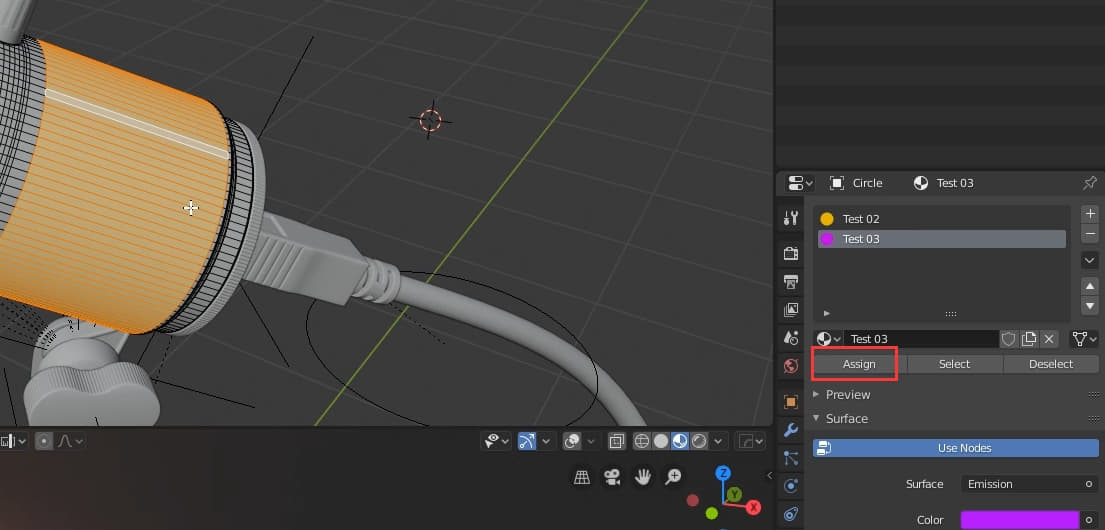 Circle Test 03
Test 02
Test 03
Test 03
Assign Select Deselect
Preview
Surface
Use Nodes
Surface Emission
Color
Z
Y
X